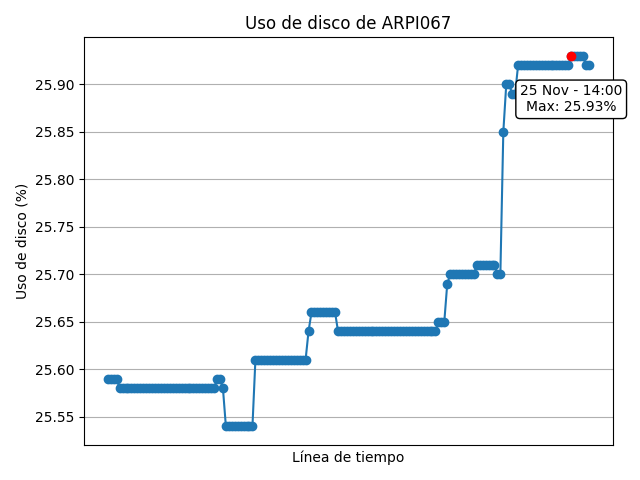 Uso de disco de ARPI067
25.90
25.85
25.80
25.75
25.70
25.65
25.60
25.55
Uso de disco (%)
25 Nov - 14:00
Max: 25.93%
Línea de tiempo